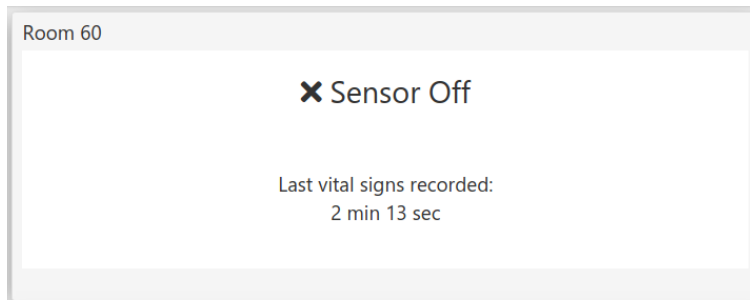 Room 60
✖ Sensor Off
Last vital signs recorded:
2 min 13 sec